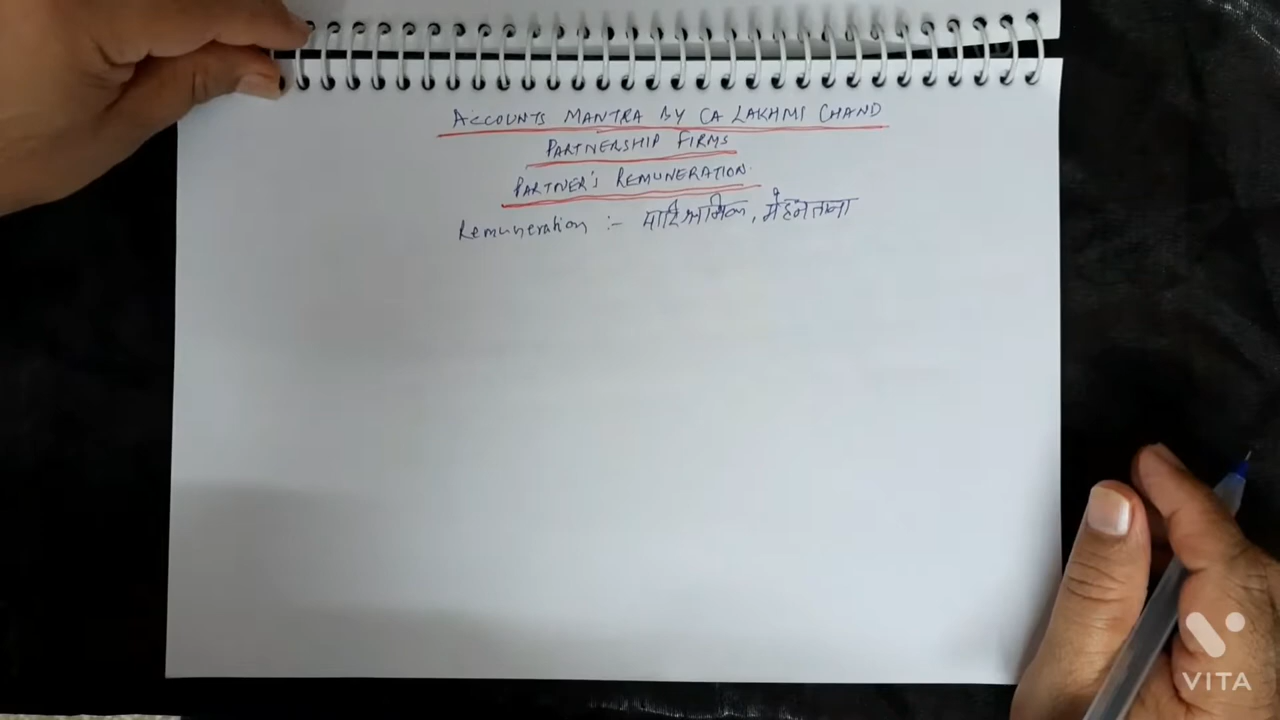 ACCOUNTS MANTRA BY CA LAKHMI CHAND
PARTNERSHIP FIRMS
PARTNER'S REMUNERATION
Remuneration :- पारिश्रमिक, मेहनताना
VITA